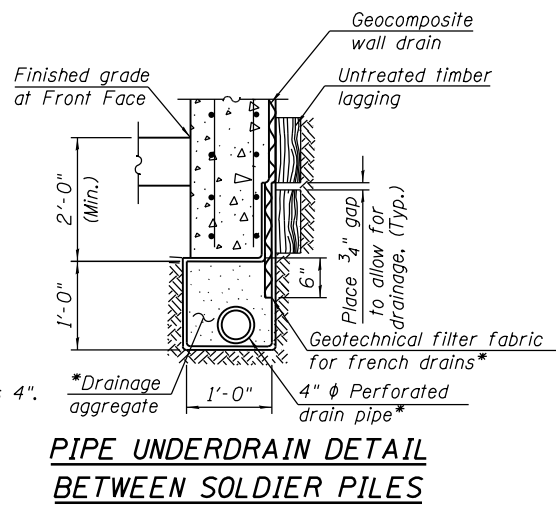 Geocomposite
wall drain
Finished grade
at Front Face
Untreated timber
lagging
2'-0"
(Min.)
1'-0"
6"
Place 3/4" gap
to allow for
drainage, (Typ.)
Geotechnical filter fabric
for french drains*
4".
*Drainage
aggregate
1'-0"
4" ϕ Perforated
drain pipe*
PIPE UNDERDRAIN DETAIL
BETWEEN SOLDIER PILES